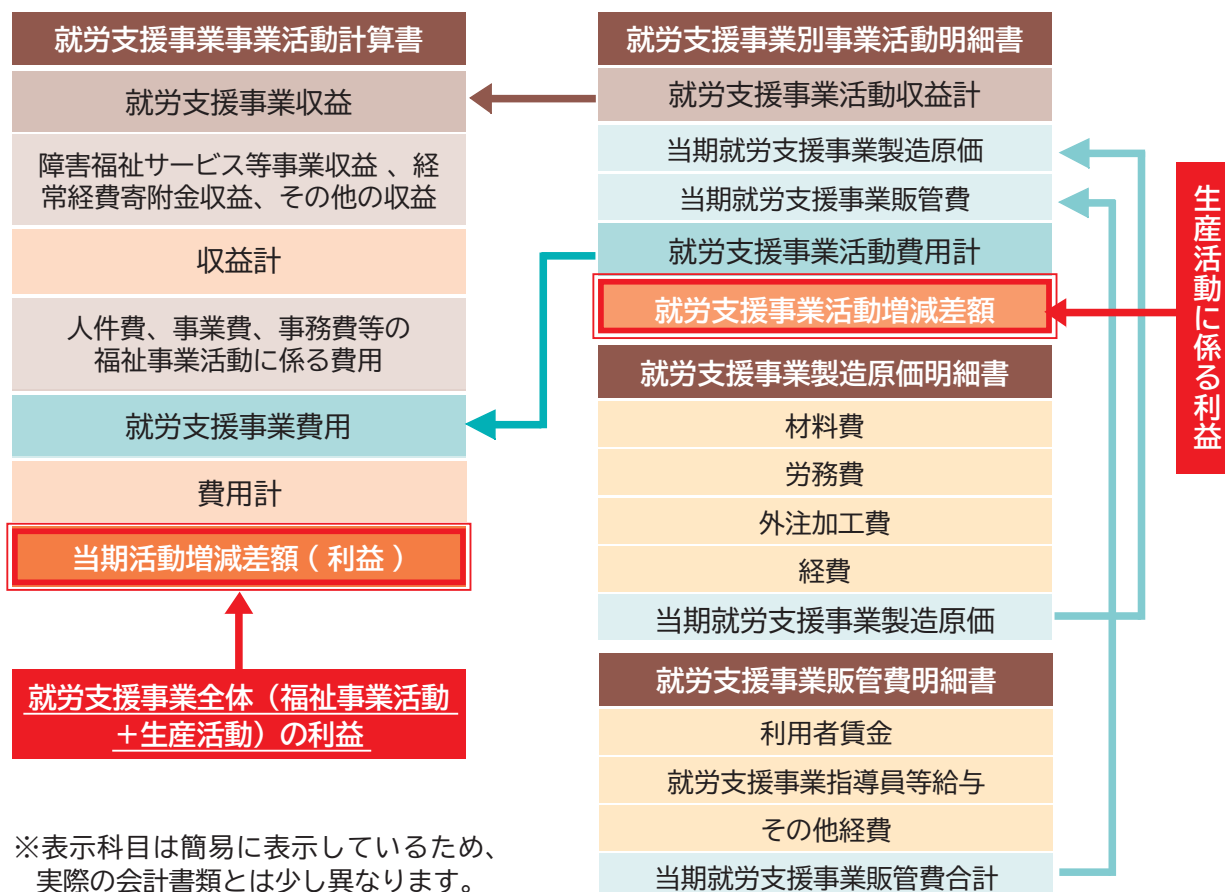 就労支援事業事業活動計算書
就労支援事業収益
障害福祉サービス等事業収益 、経
常経費寄附金収益、その他の収益
収益計
人件費、事業費、事務費等の
福祉事業活動に係る費用
就労支援事業費用
費用計
当期活動増減差額（ 利益 ）
就労支援事業全体（福祉事業活動
＋生産活動）の利益
※表示科目は簡易に表示しているため、
実際の会計書類とは少し異なります。
就労支援事業別事業活動明細書
就労支援事業活動収益計
当期就労支援事業製造原価
当期就労支援事業販管費
就労支援事業活動費用計
就労支援事業活動増減差額
就労支援事業製造原価明細書
材料費
労務費
外注加工費
経費
当期就労支援事業製造原価
就労支援事業販管費明細書
利用者賃金
就労支援事業指導員等給与
その他経費
当期就労支援事業販管費合計
生産活動に係る利益